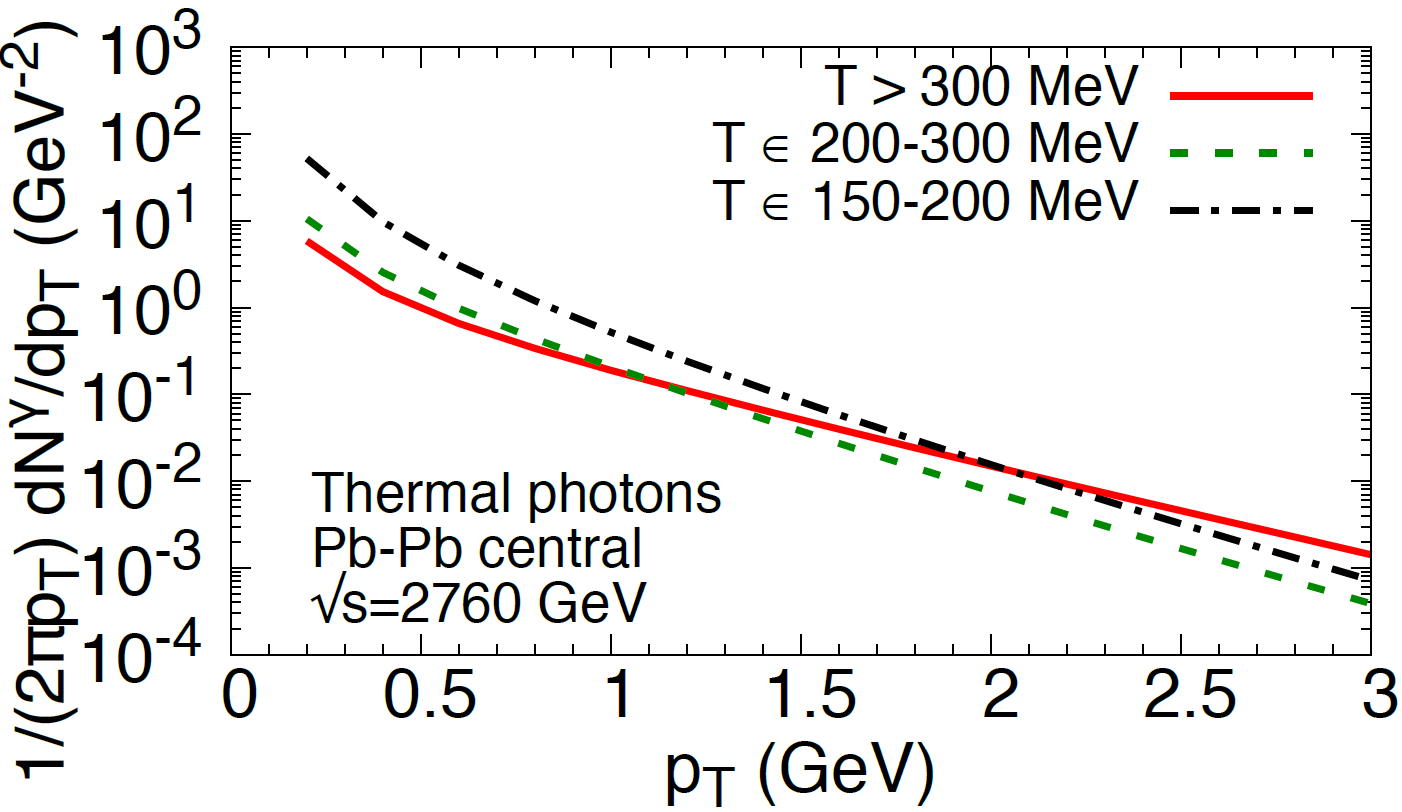 1/(2πp_T) dN^γ/dp_T (GeV^-2)
10^3
10^2
10^1
10^0
10^-1
10^-2
10^-3
10^-4
T > 300 MeV
T ∈ 200-300 MeV
T ∈ 150-200 MeV
Thermal photons
Pb-Pb central
√s=2760 GeV
0 0.5 1 1.5 2 2.5 3
p_T (GeV)